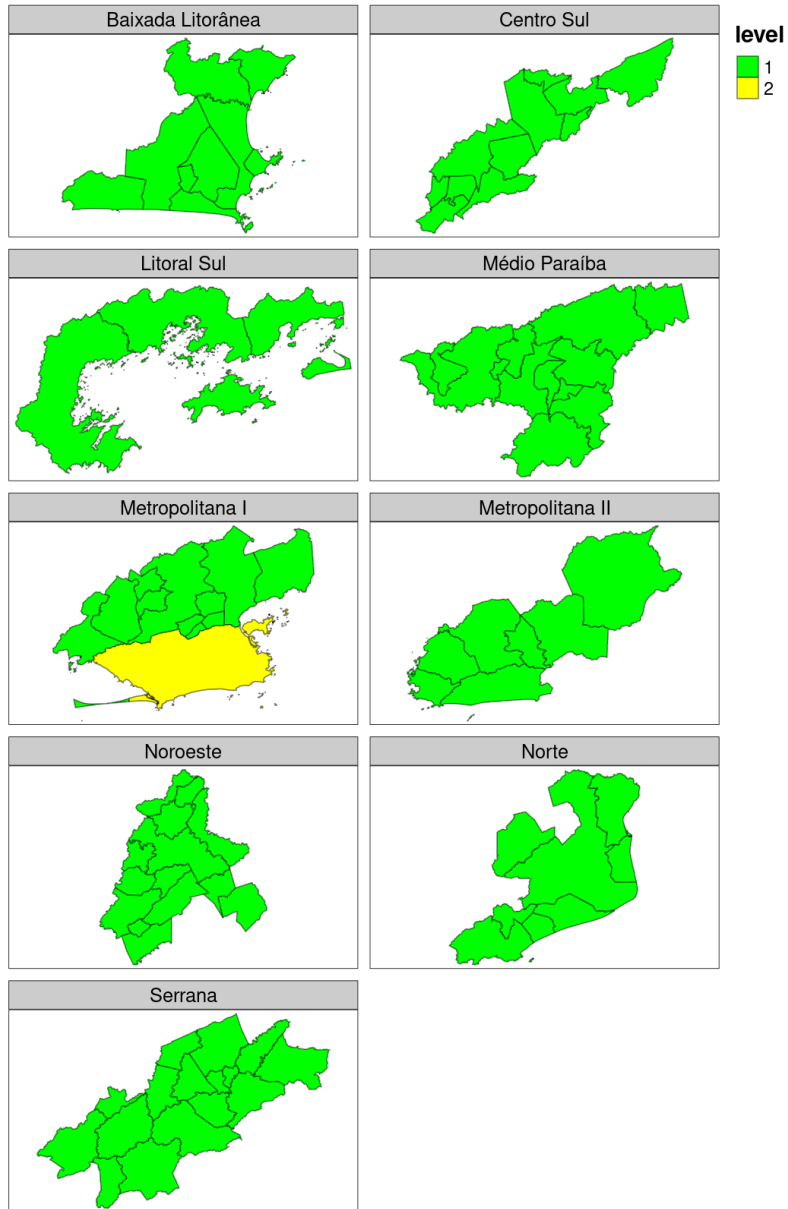 Baixada Litorânea
Centro Sul
level
1
2
Litoral Sul
Médio Paraíba
Metropolitana I
Metropolitana II
Noroeste
Norte
Serrana